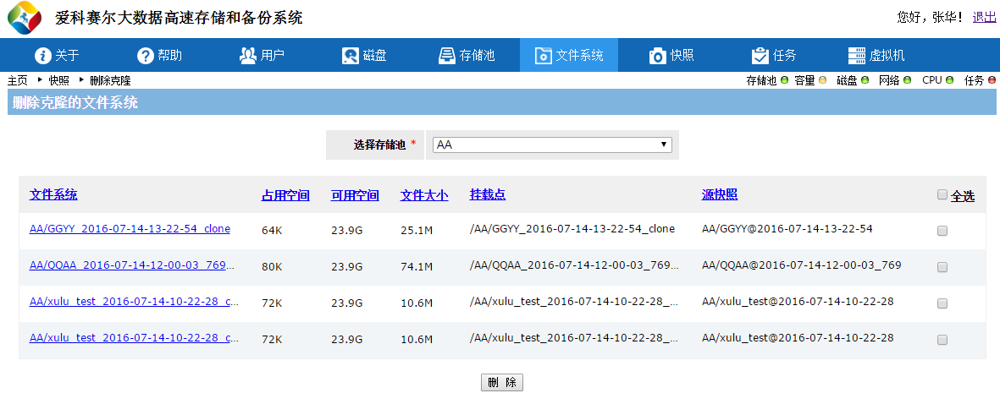 爱科赛尔大数据高速存储和备份系统
您好，张华！ 退出
关于 帮助 用户 磁盘 存储池 文件系统 快照 任务 虚拟机
主页 快照 删除克隆 存储池 容量 磁盘 网络 CPU 任务
删除克隆的文件系统
选择存储池 * AA
文件系统 占用空间 可用空间 文件大小 挂载点 源快照 全选
AA/GGYY_2016-07-14-13-22-54_clone 64K 23.9G 25.1M /AA/GGYY_2016-07-14-13-22-54_clone AA/GGYY@2016-07-14-13-22-54
AA/QQAA_2016-07-14-12-00-03_769... 80K 23.9G 74.1M /AA/QQAA_2016-07-14-12-00-03_769... AA/QQAA@2016-07-14-12-00-03_769
AA/xulu_test_2016-07-14-10-22-28_c... 72K 23.9G 10.6M /AA/xulu_test_2016-07-14-10-22-28_... AA/xulu_test@2016-07-14-10-22-28
AA/xulu_test_2016-07-14-10-22-28_c... 72K 23.9G 10.6M /AA/xulu_test_2016-07-14-10-22-28_... AA/xulu_test@2016-07-14-10-22-28
删 除